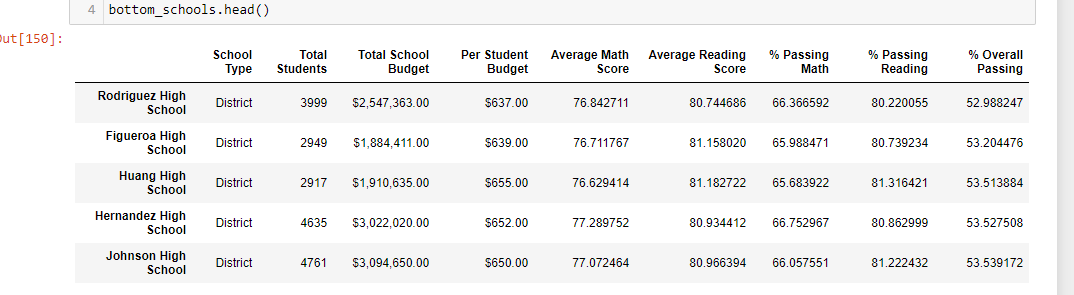 4 bottom_schools.head()
Out[150]:
School Type Total Students Total School Budget Per Student Budget Average Math Score Average Reading Score % Passing Math % Passing Reading % Overall Passing
Rodriguez High School District 3999 $2,547,363.00 $637.00 76.842711 80.744686 66.366592 80.220055 52.988247
Figueroa High School District 2949 $1,884,411.00 $639.00 76.711767 81.158020 65.988471 80.739234 53.204476
Huang High School District 2917 $1,910,635.00 $655.00 76.629414 81.182722 65.683922 81.316421 53.513884
Hernandez High School District 4635 $3,022,020.00 $652.00 77.289752 80.934412 66.752967 80.862999 53.527508
Johnson High School District 4761 $3,094,650.00 $650.00 77.072464 80.966394 66.057551 81.222432 53.539172